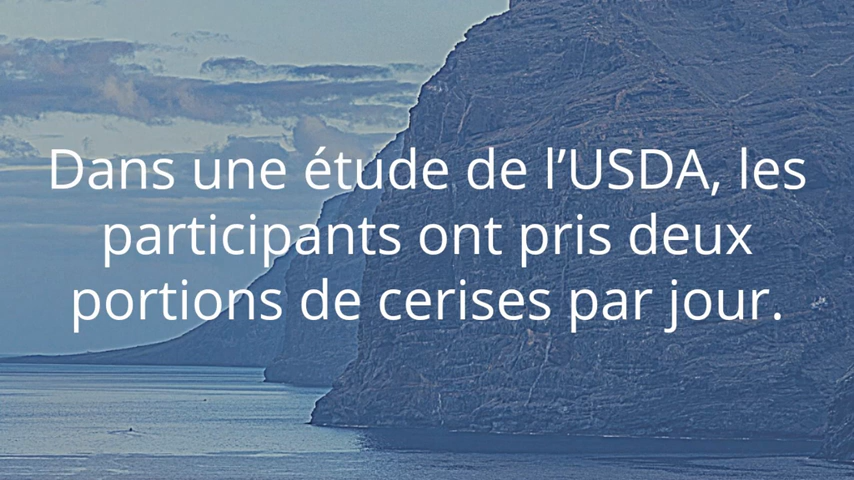 Dans une étude de l’USDA, les
participants ont pris deux
portions de cerises par jour.